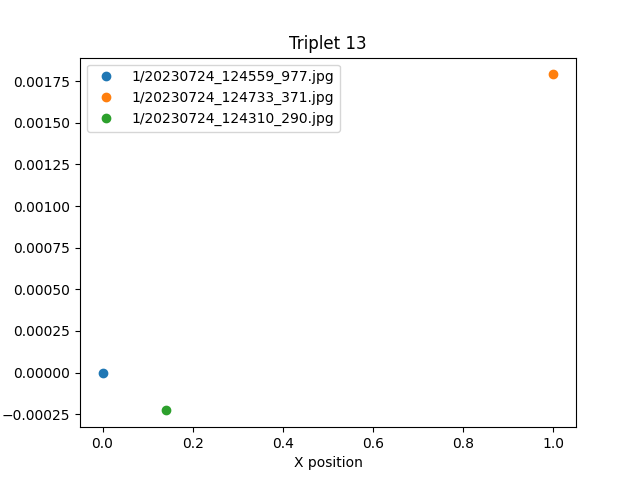 Triplet 13
1/20230724_124559_977.jpg
1/20230724_124733_371.jpg
1/20230724_124310_290.jpg
0.00175
0.00150
0.00125
0.00100
0.00075
0.00050
0.00025
0.00000
−0.00025
0.0 0.2 0.4 0.6 0.8 1.0
X position